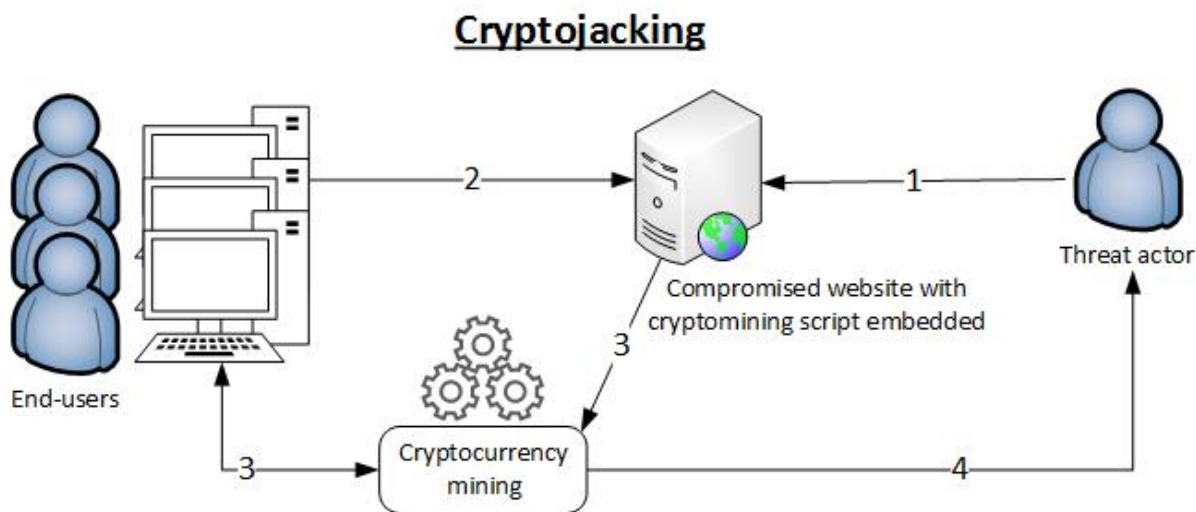 Cryptojacking
2
1
Threat actor
Compromised website with
cryptomining script embedded
3
End-users
Cryptocurrency
mining
3
4